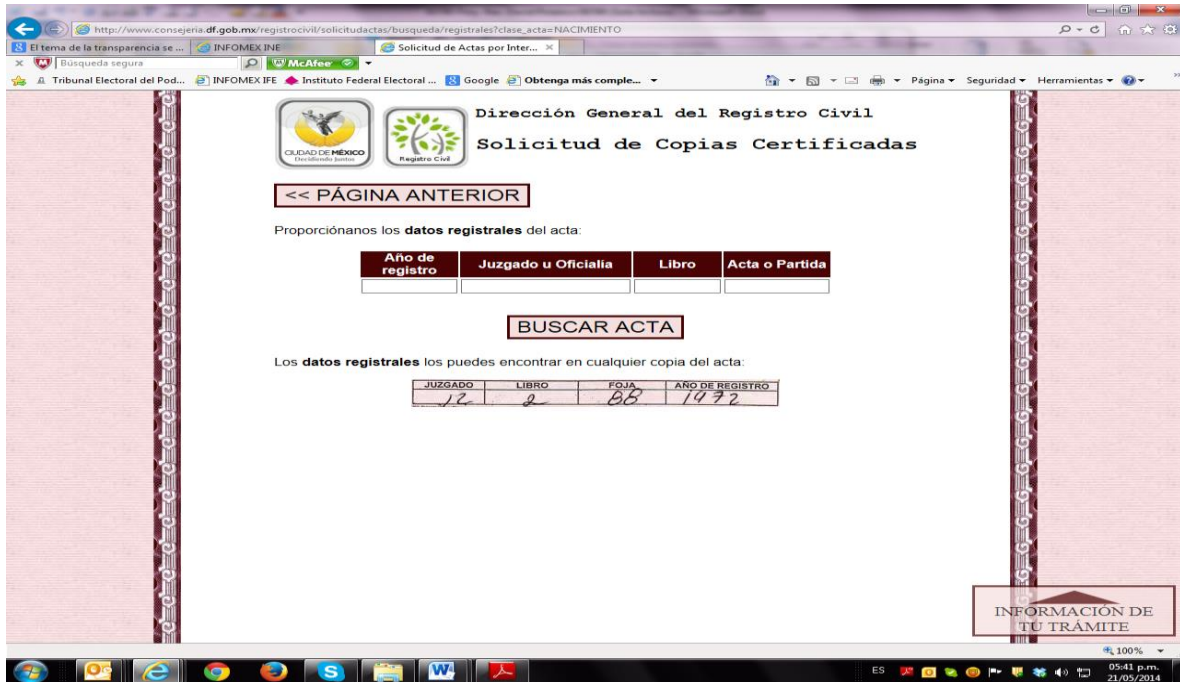 http://www.consejeria.df.gob.mx/registrocivil/solicitudactas/busqueda/registrales?clase_acta=NACIMIENTO
El tema de la transparencia se ... INFOMEX INE Solicitud de Actas por Inter...
Búsqueda segura McAfee
Tribunal Electoral del Pod... INFOMEX IFE Instituto Federal Electoral ... Google Obtenga más comple... Página Seguridad Herramientas
Dirección General del Registro Civil
Solicitud de Copias Certificadas
CIUDAD DE MÉXICO
Decidiendo Juntos
Registro Civil
<< PÁGINA ANTERIOR
Proporciónanos los datos registrales del acta:
Año de registro Juzgado u Oficialia Libro Acta o Partida
BUSCAR ACTA
Los datos registrales los puedes encontrar en cualquier copia del acta:
JUZGADO LIBRO FOJA AÑO DE REGISTRO
12 2 88 1972
INFORMACIÓN DE
TU TRÁMITE
100%
ES 05:41 p.m.
21/05/2014